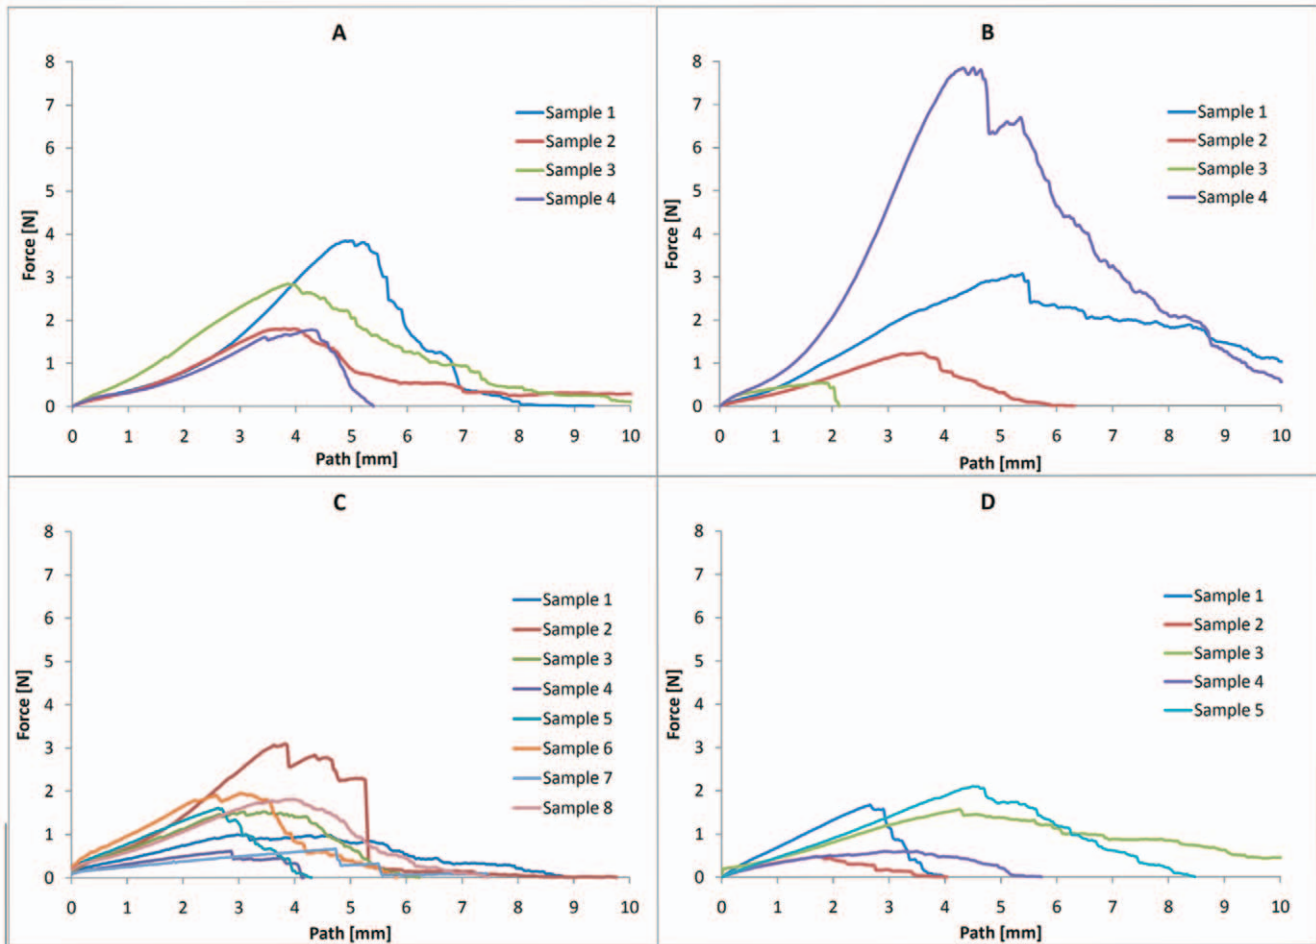 A
8
7
6
5
4
3
2
1
0
Force [N]
0 1 2 3 4 5 6 7 8 9 10
Path [mm]
Sample 1
Sample 2
Sample 3
Sample 4
B
8
7
6
5
4
3
2
1
0
Force [N]
0 1 2 3 4 5 6 7 8 9 10
Path [mm]
Sample 1
Sample 2
Sample 3
Sample 4
C
8
7
6
5
4
3
2
1
0
Force [N]
0 1 2 3 4 5 6 7 8 9 10
Path [mm]
Sample 1
Sample 2
Sample 3
Sample 4
Sample 5
Sample 6
Sample 7
Sample 8
D
8
7
6
5
4
3
2
1
0
Force [N]
0 1 2 3 4 5 6 7 8 9 10
Path [mm]
Sample 1
Sample 2
Sample 3
Sample 4
Sample 5